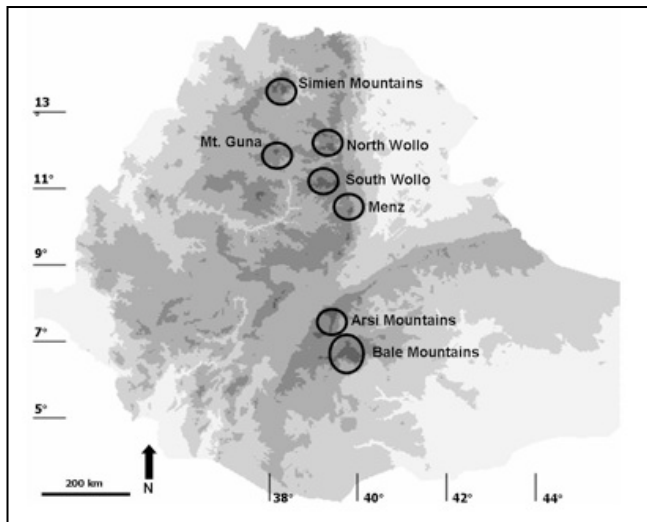 Simien Mountains
13
Mt. Guna
North Wollo
11°
South Wollo
Menz
9°
Arsi Mountains
7°
Bale Mountains
5°
200 km
N
38°
40°
42°
44°